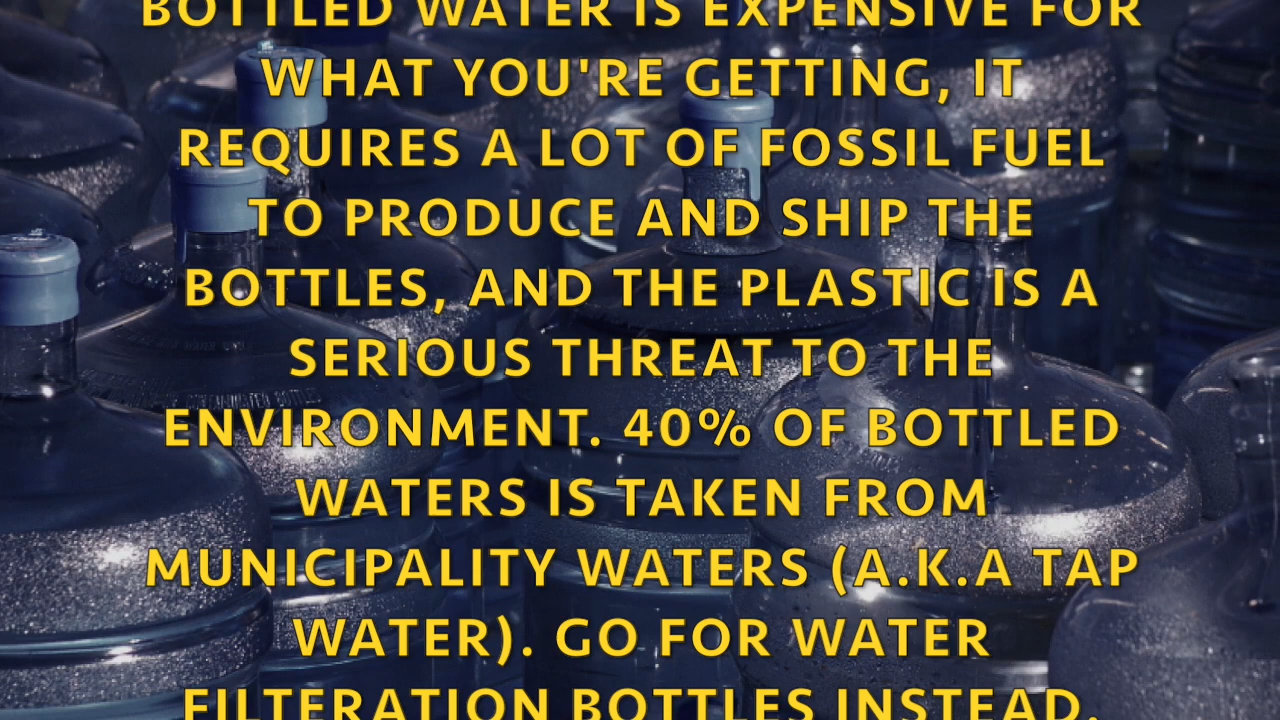 BOTTLED WATER IS EXPENSIVE FOR
WHAT YOU'RE GETTING, IT
REQUIRES A LOT OF FOSSIL FUEL
TO PRODUCE AND SHIP THE
BOTTLES, AND THE PLASTIC IS A
SERIOUS THREAT TO THE
ENVIRONMENT. 40% OF BOTTLED
WATERS IS TAKEN FROM
MUNICIPALITY WATERS (A.K.A TAP
WATER). GO FOR WATER
FILTERATION BOTTLES INSTEAD.